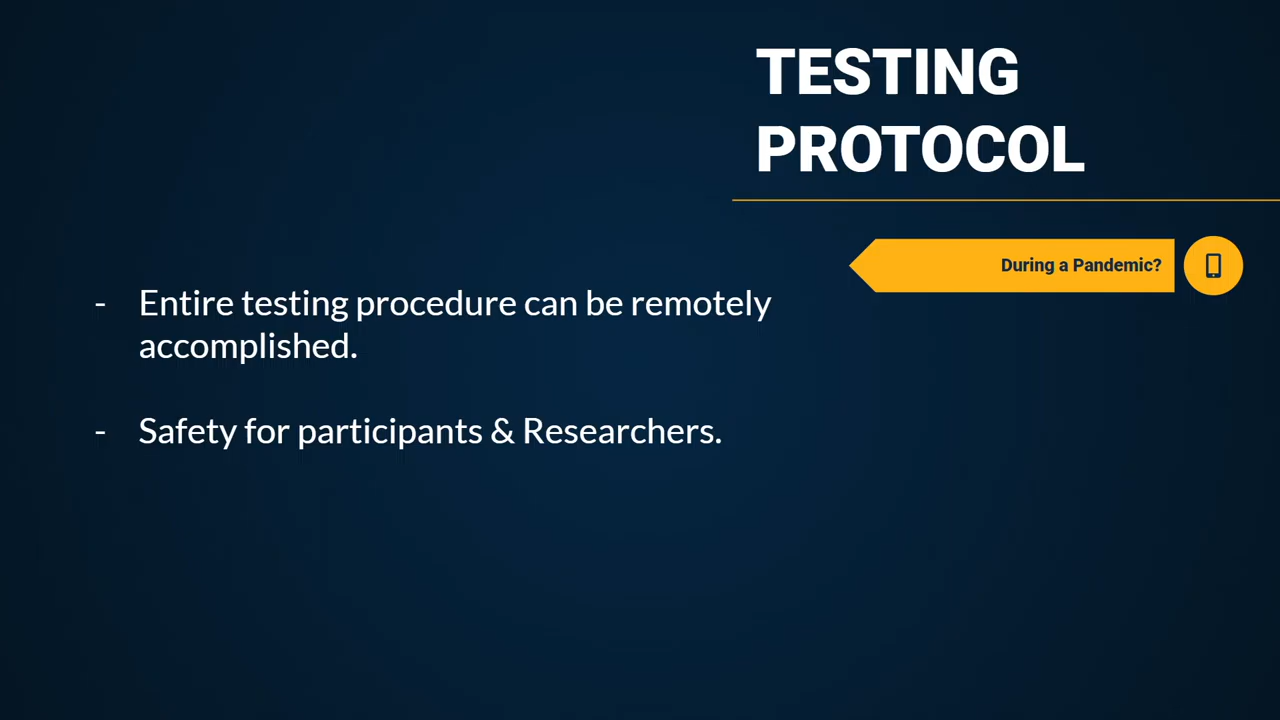 TESTING
PROTOCOL
During a Pandemic?
- Entire testing procedure can be remotely
accomplished.
- Safety for participants & Researchers.